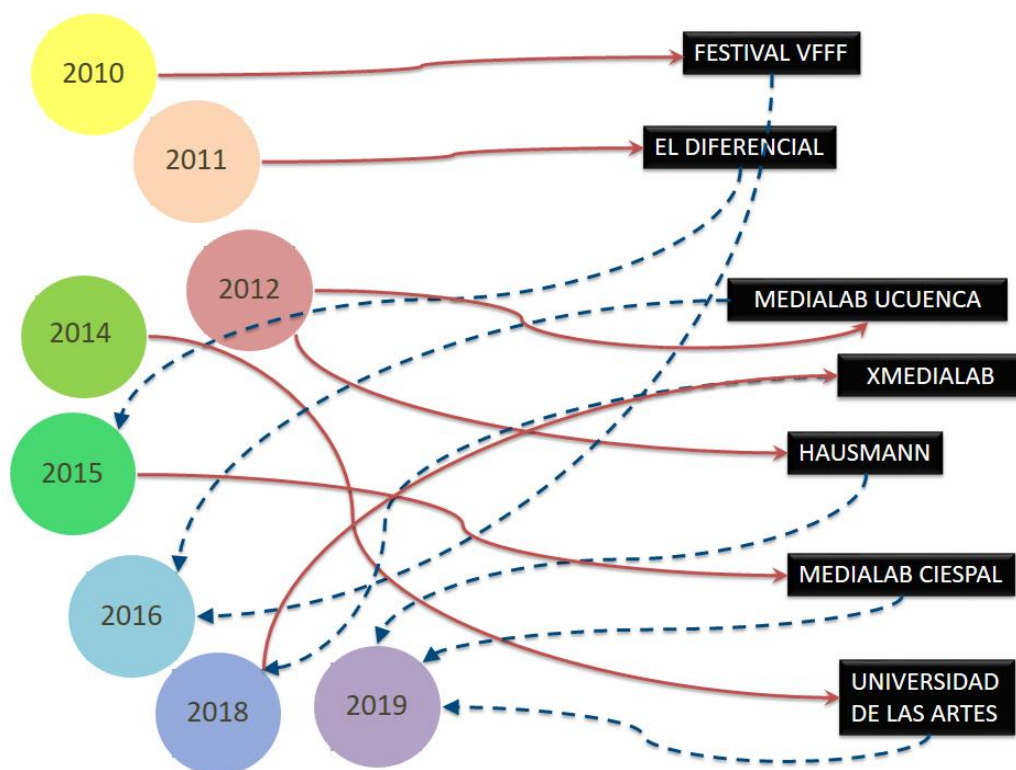 2010
FESTIVAL VFFF
2011
EL DIFERENCIAL
2012
MEDIALAB UCUENCA
2014
XMEDIALAB
HAUSMANN
2015
MEDIALAB CIESPAL
2016
UNIVERSIDAD
DE LAS ARTES
2018
2019